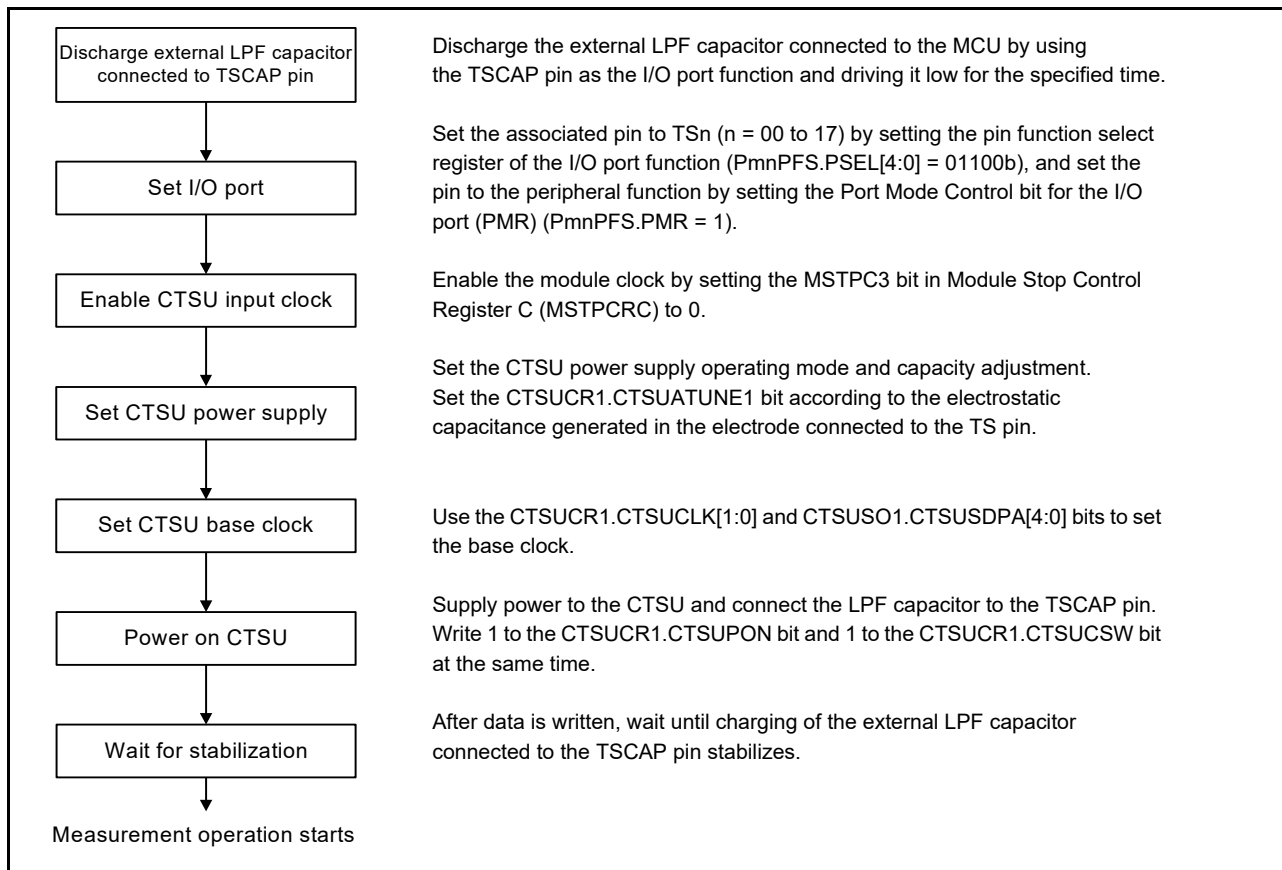 Discharge external LPF capacitor
connected to TSCAP pin
Discharge the external LPF capacitor connected to the MCU by using
the TSCAP pin as the I/O port function and driving it low for the specified time.
Set I/O port
Set the associated pin to TSn (n = 00 to 17) by setting the pin function select
register of the I/O port function (PmnPFS.PSEL[4:0] = 01100b), and set the
pin to the peripheral function by setting the Port Mode Control bit for the I/O
port (PMR) (PmnPFS.PMR = 1).
Enable CTSU input clock
Enable the module clock by setting the MSTPC3 bit in Module Stop Control
Register C (MSTPCRC) to 0.
Set CTSU power supply
Set the CTSU power supply operating mode and capacity adjustment.
Set the CTSUCR1.CTSUATUNE1 bit according to the electrostatic
capacitance generated in the electrode connected to the TS pin.
Set CTSU base clock
Use the CTSUCR1.CTSUCLK[1:0] and CTSUSO1.CTSUSDPA[4:0] bits to set
the base clock.
Power on CTSU
Supply power to the CTSU and connect the LPF capacitor to the TSCAP pin.
Write 1 to the CTSUCR1.CTSUPON bit and 1 to the CTSUCR1.CTSUCSW bit
at the same time.
Wait for stabilization
After data is written, wait until charging of the external LPF capacitor
connected to the TSCAP pin stabilizes.
Measurement operation starts